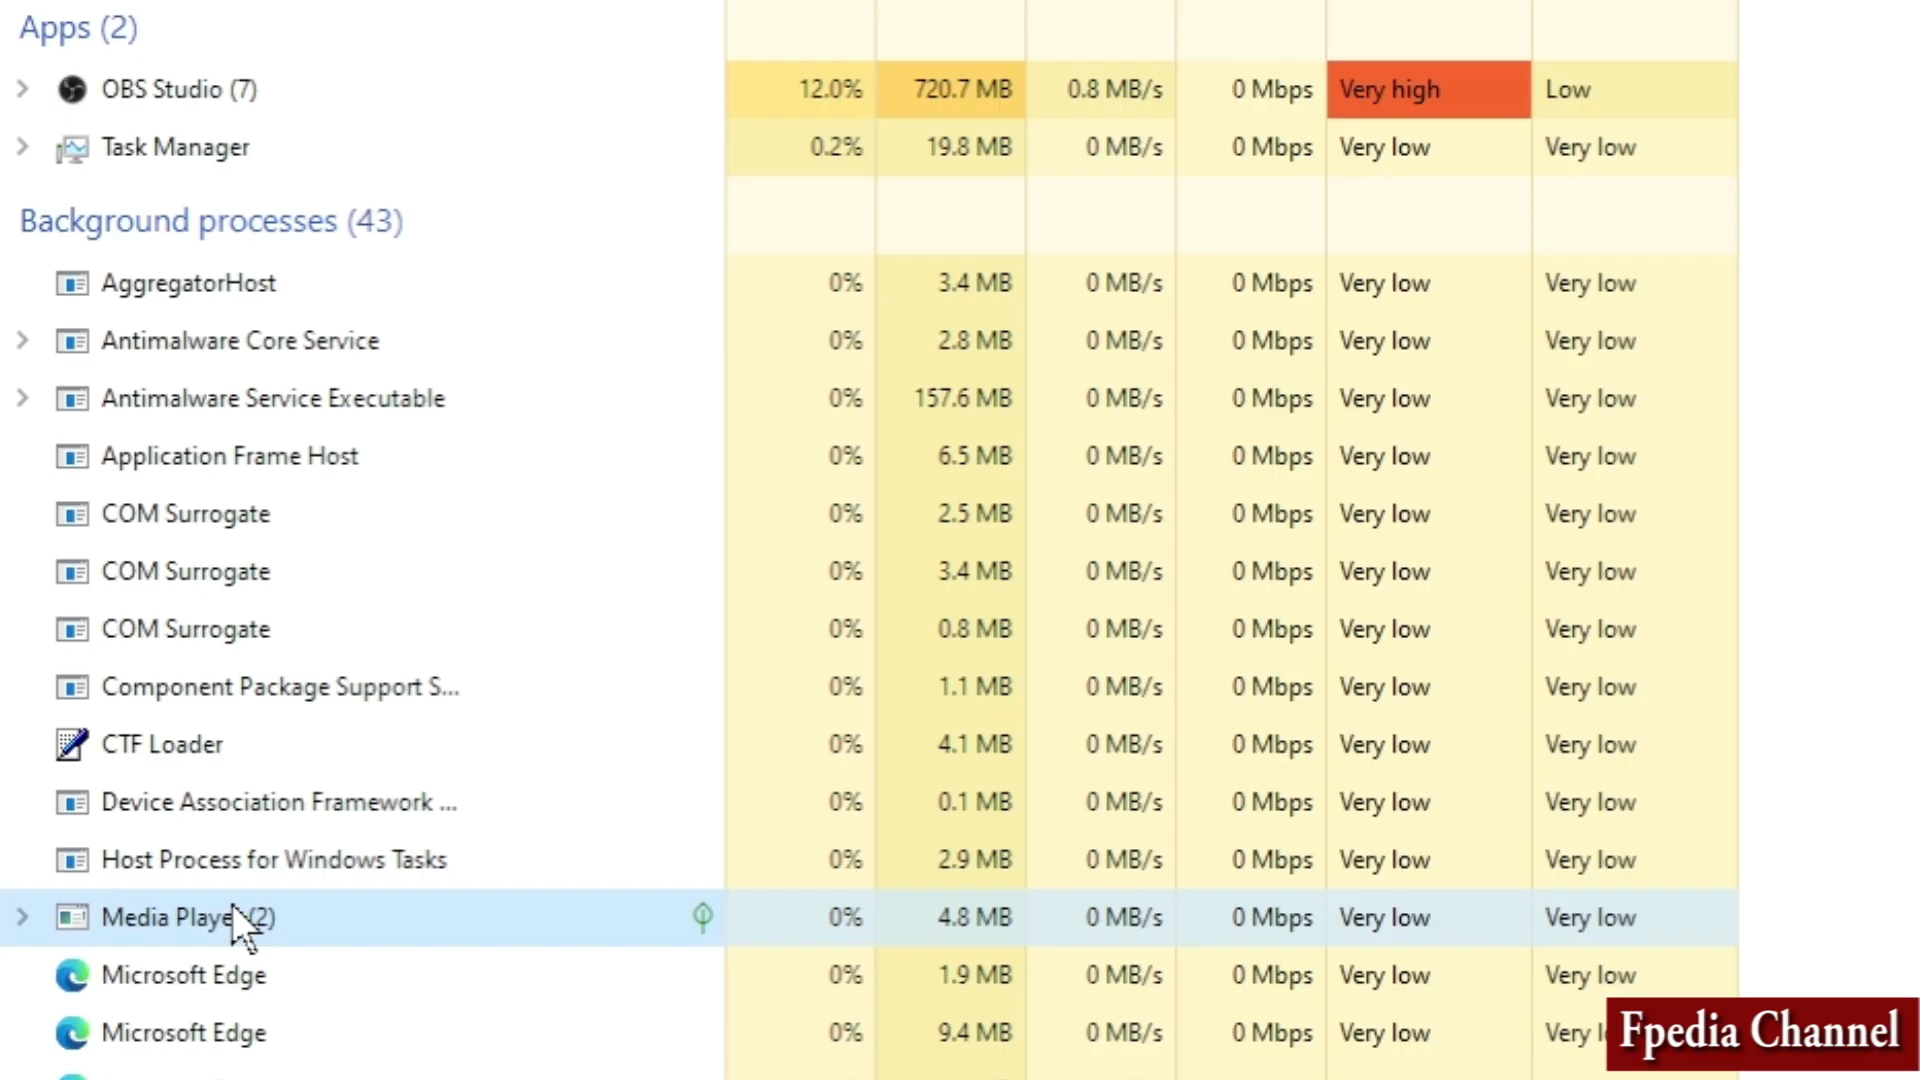 Apps (2)
OBS Studio (7) 12.0% 720.7 MB 0.8 MB/s 0 Mbps Very high Low
Task Manager 0.2% 19.8 MB 0 MB/s 0 Mbps Very low Very low
Background processes (43)
AggregatorHost 0% 3.4 MB 0 MB/s 0 Mbps Very low Very low
Antimalware Core Service 0% 2.8 MB 0 MB/s 0 Mbps Very low Very low
Antimalware Service Executable 0% 157.6 MB 0 MB/s 0 Mbps Very low Very low
Application Frame Host 0% 6.5 MB 0 MB/s 0 Mbps Very low Very low
COM Surrogate 0% 2.5 MB 0 MB/s 0 Mbps Very low Very low
COM Surrogate 0% 3.4 MB 0 MB/s 0 Mbps Very low Very low
COM Surrogate 0% 0.8 MB 0 MB/s 0 Mbps Very low Very low
Component Package Support S... 0% 1.1 MB 0 MB/s 0 Mbps Very low Very low
CTF Loader 0% 4.1 MB 0 MB/s 0 Mbps Very low Very low
Device Association Framework ... 0% 0.1 MB 0 MB/s 0 Mbps Very low Very low
Host Process for Windows Tasks 0% 2.9 MB 0 MB/s 0 Mbps Very low Very low
Media Player (2) 0% 4.8 MB 0 MB/s 0 Mbps Very low Very low
Microsoft Edge 0% 1.9 MB 0 MB/s 0 Mbps Very low Very low
Microsoft Edge 0% 9.4 MB 0 MB/s 0 Mbps Very low Very
Fpedia Channel